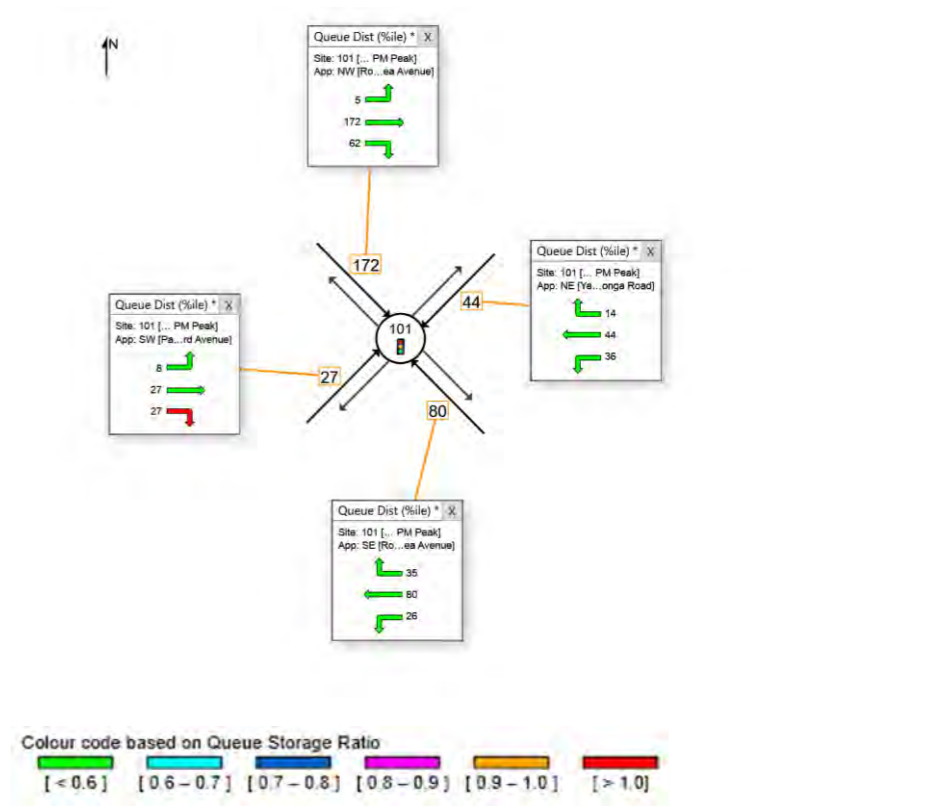 N
Queue Dist (%ile) * X
Site: 101 [... PM Peak]
App: NW [Ro...ea Avenue]
5
172
62
172
Queue Dist (%ile) * X
Site: 101 [... PM Peak]
App: NE [Ya...onga Road]
14
44
36
44
101
Queue Dist (%ile) * X
Site: 101 [... PM Peak]
App: SW [Pa...rd Avenue]
8
27
27
27
80
Queue Dist (%ile) * X
Site: 101 [... PM Peak]
App: SE [Ro...ea Avenue]
35
80
26
Colour code based on Queue Storage Ratio
[ < 0.6 ] [ 0.6 – 0.7 ] [ 0.7 – 0.8 ] [ 0.8 – 0.9 ] [ 0.9 – 1.0 ] [ > 1.0 ]